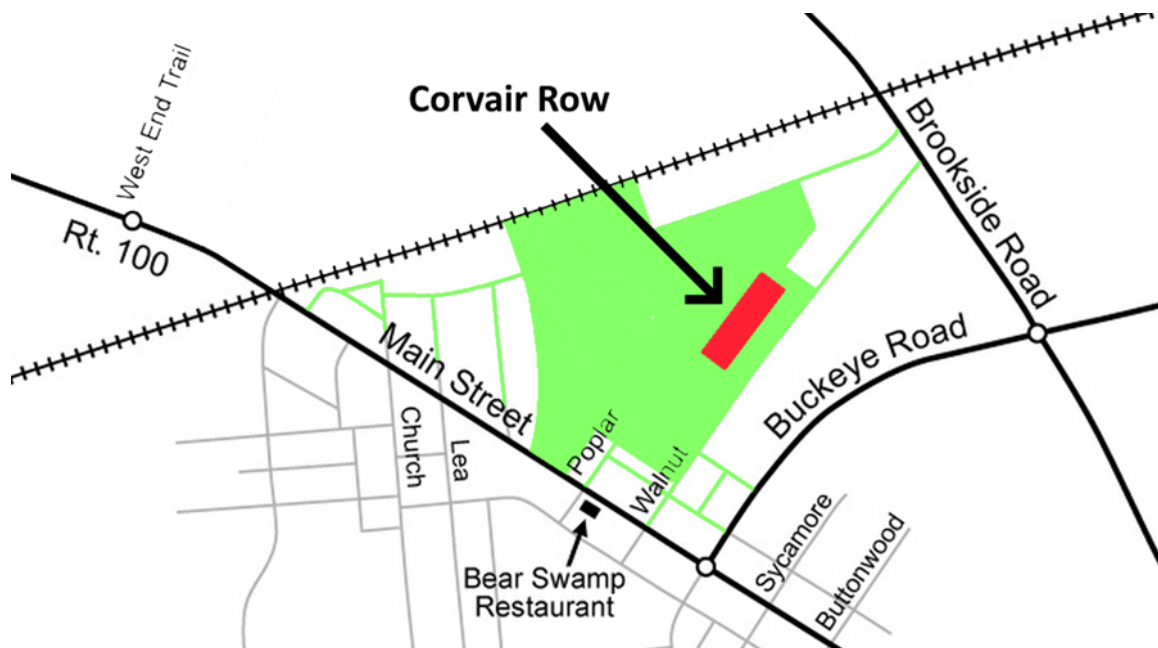 Corvair Row
West End Trail
Brookside Road
Rt. 100
Buckeye Road
Main Street
Church
Lea
Poplar
Walnut
Sycamore
Buttonwood
Bear Swamp
Restaurant